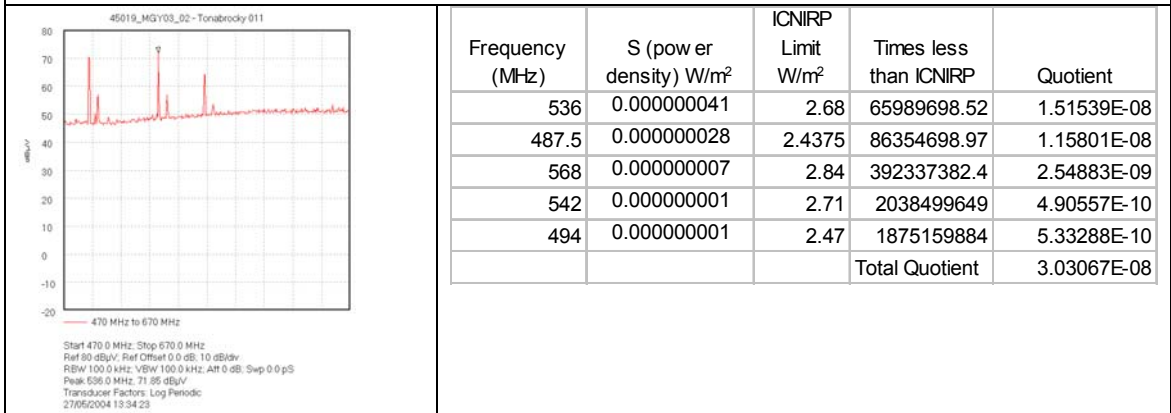 45019_MGY03_02 - Tonabrocky 011
80
70
60
50
40
30
20
10
0
-10
-20
dBµV
470 MHz to 670 MHz
Start 470.0 MHz; Stop 670.0 MHz
Ref 80 dBµV; Ref Offset 0.0 dB; 10 dB/div
RBW 100.0 kHz; VBW 100.0 kHz; Att 0 dB; Swp 0.0 pS
Peak 536.0 MHz, 71.85 dBµV
Transducer Factors: Log Periodic
27/05/2004 13:34:23
Frequency (MHz) S (pow er density) W/m² ICNIRP Limit W/m² Times less than ICNIRP Quotient
536 0.000000041 2.68 65989698.52 1.51539E-08
487.5 0.000000028 2.4375 86354698.97 1.15801E-08
568 0.000000007 2.84 392337382.4 2.54883E-09
542 0.000000001 2.71 2038499649 4.90557E-10
494 0.000000001 2.47 1875159884 5.33288E-10
Total Quotient 3.03067E-08